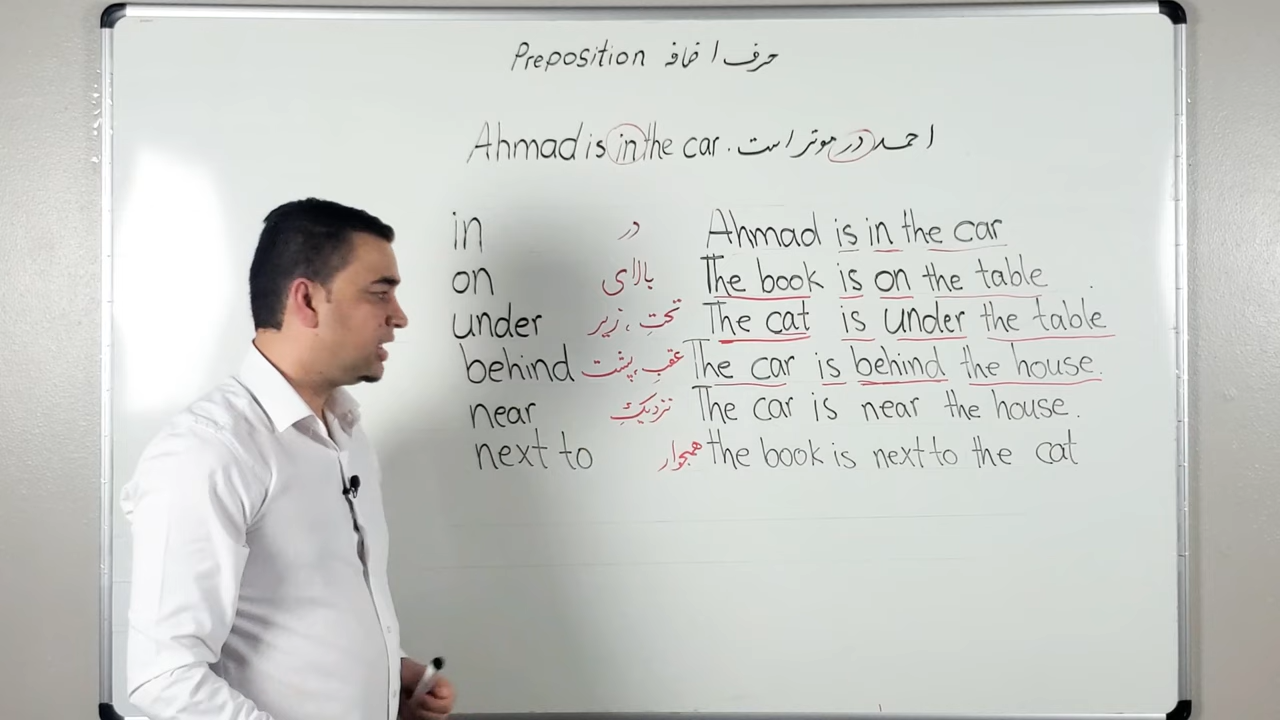 Preposition حرف اضافه
Ahmad is in the car. احمد در موتر است
in در Ahmad is in the car
on بالای The book is on the table
under تحتِ ، زیر The cat is under the table
behind عقبِ ، پشت The car is behind the house.
near نزدیکِ The car is near the house.
next to همجوار the book is next to the cat